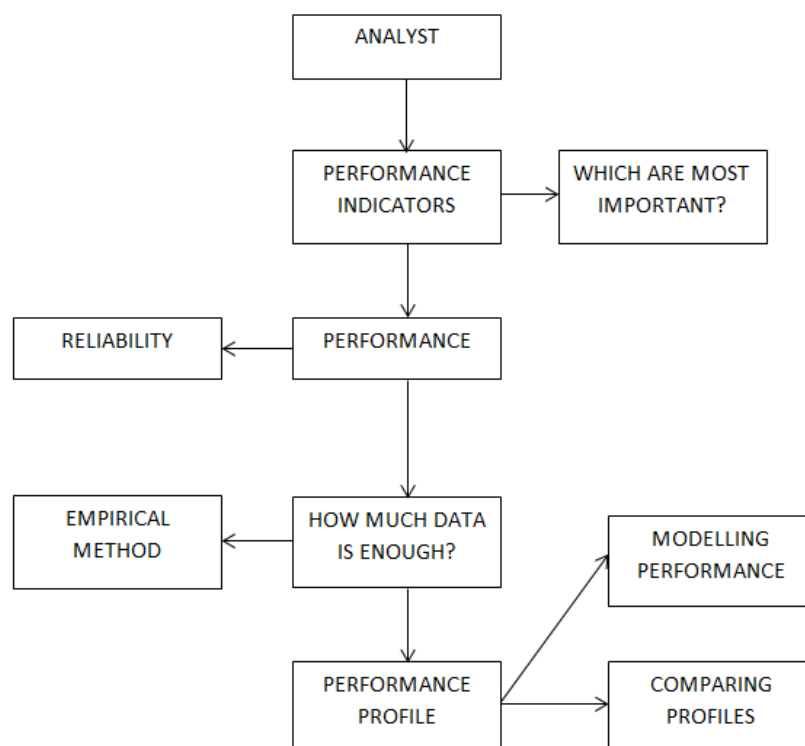 ANALYST
PERFORMANCE
INDICATORS
WHICH ARE MOST
IMPORTANT?
RELIABILITY
PERFORMANCE
EMPIRICAL
METHOD
HOW MUCH DATA
IS ENOUGH?
MODELLING
PERFORMANCE
PERFORMANCE
PROFILE
COMPARING
PROFILES